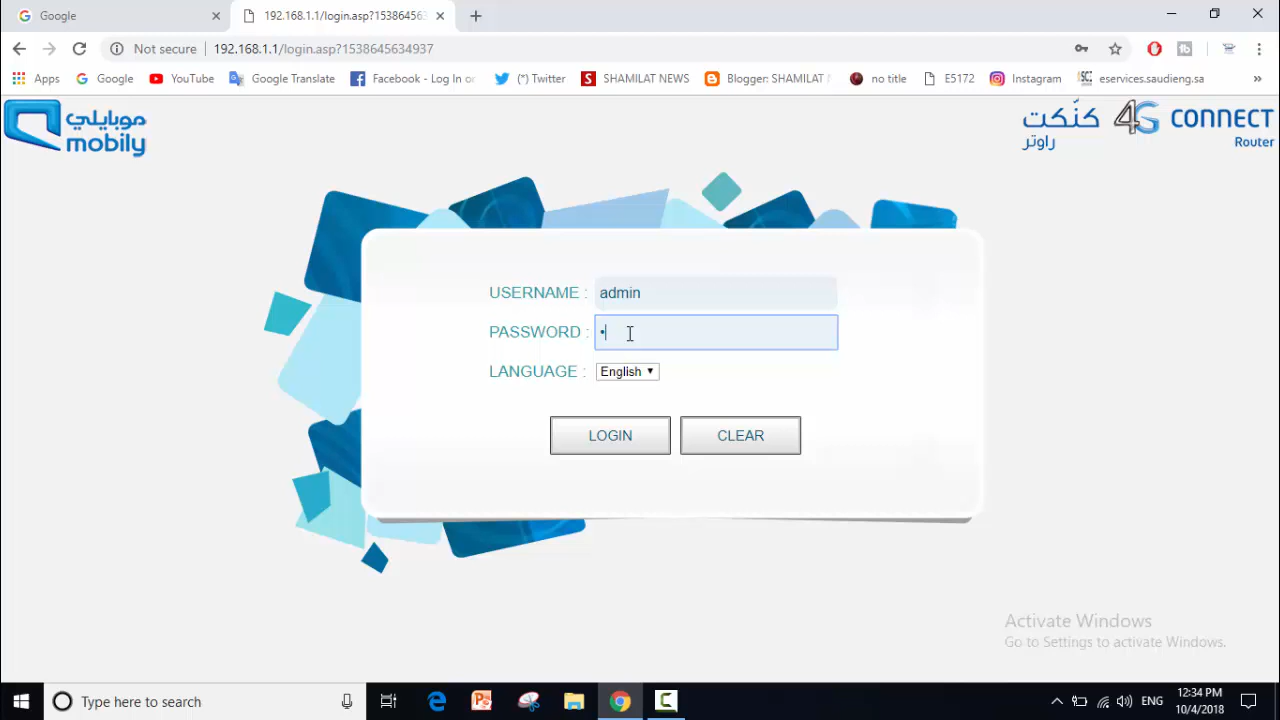 Google
192.168.1.1/login.asp?153864563
Not secure
192.168.1.1/login.asp?1538645634937
Apps
Google
YouTube
Google Translate
Facebook - Log In or
(*) Twitter
SHAMILAT NEWS
Blogger: SHAMILAT
no title
E5172
Instagram
eservices.saudieng.sa
»
موبايلي
mobily
كنّكت 4G CONNECT
راوتر Router
USERNAME : admin
PASSWORD : •
LANGUAGE : English
LOGIN
CLEAR
Activate Windows
Go to Settings to activate Windows.
Type here to search
ENG
12:34 PM
10/4/2018